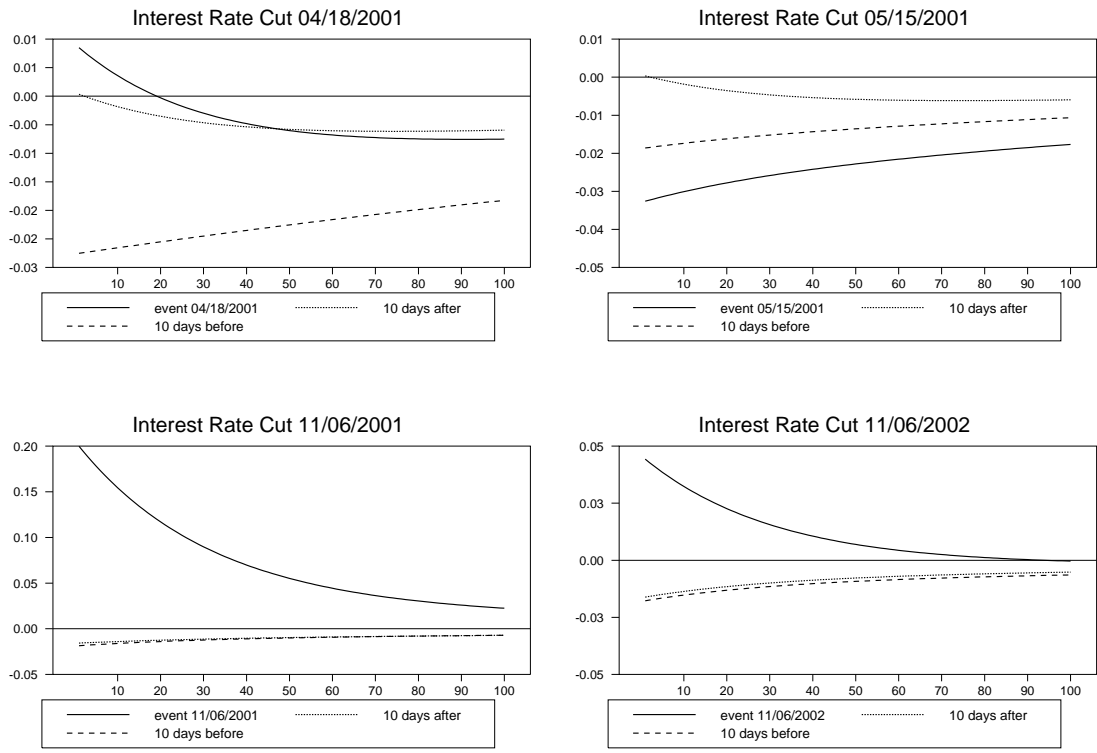 Interest Rate Cut 04/18/2001
0.01
0.01
0.00
-0.00
-0.01
-0.01
-0.02
-0.02
-0.03
10 20 30 40 50 60 70 80 90 100
event 04/18/2001 10 days after
10 days before
Interest Rate Cut 05/15/2001
0.01
0.00
-0.01
-0.02
-0.03
-0.04
-0.05
10 20 30 40 50 60 70 80 90 100
event 05/15/2001 10 days after
10 days before
Interest Rate Cut 11/06/2001
0.20
0.15
0.10
0.05
0.00
-0.05
10 20 30 40 50 60 70 80 90 100
event 11/06/2001 10 days after
10 days before
Interest Rate Cut 11/06/2002
0.05
0.03
0.00
-0.03
-0.05
10 20 30 40 50 60 70 80 90 100
event 11/06/2002 10 days after
10 days before